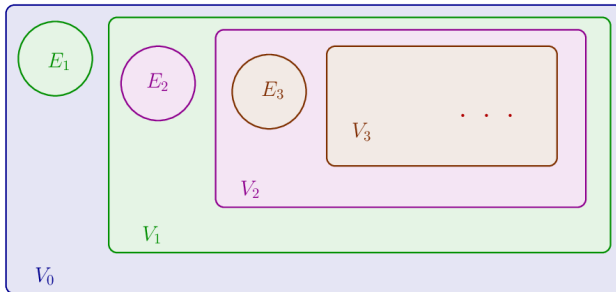 E₁
E₂
E₃
V₃
. . .
V₂
V₁
V₀